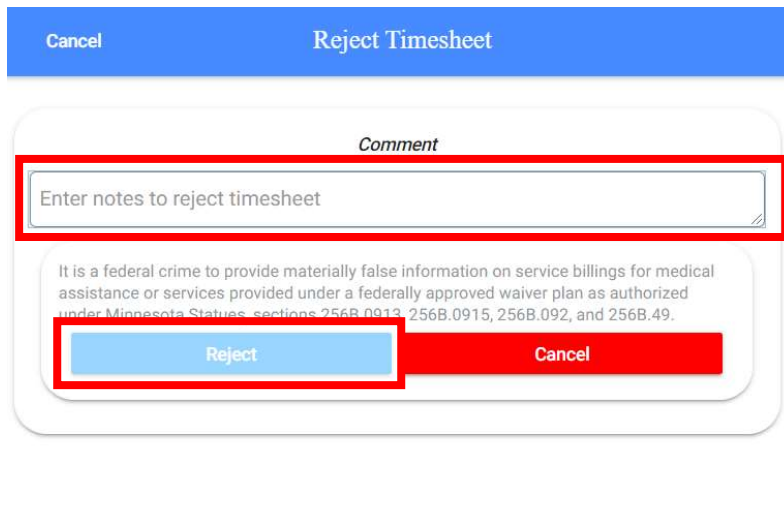 Cancel Reject Timesheet
Comment
Enter notes to reject timesheet
It is a federal crime to provide materially false information on service billings for medical
assistance or services provided under a federally approved waiver plan as authorized
under Minnesota Statues, sections 256B.0913, 256B.0915, 256B.092, and 256B.49.
Reject Cancel